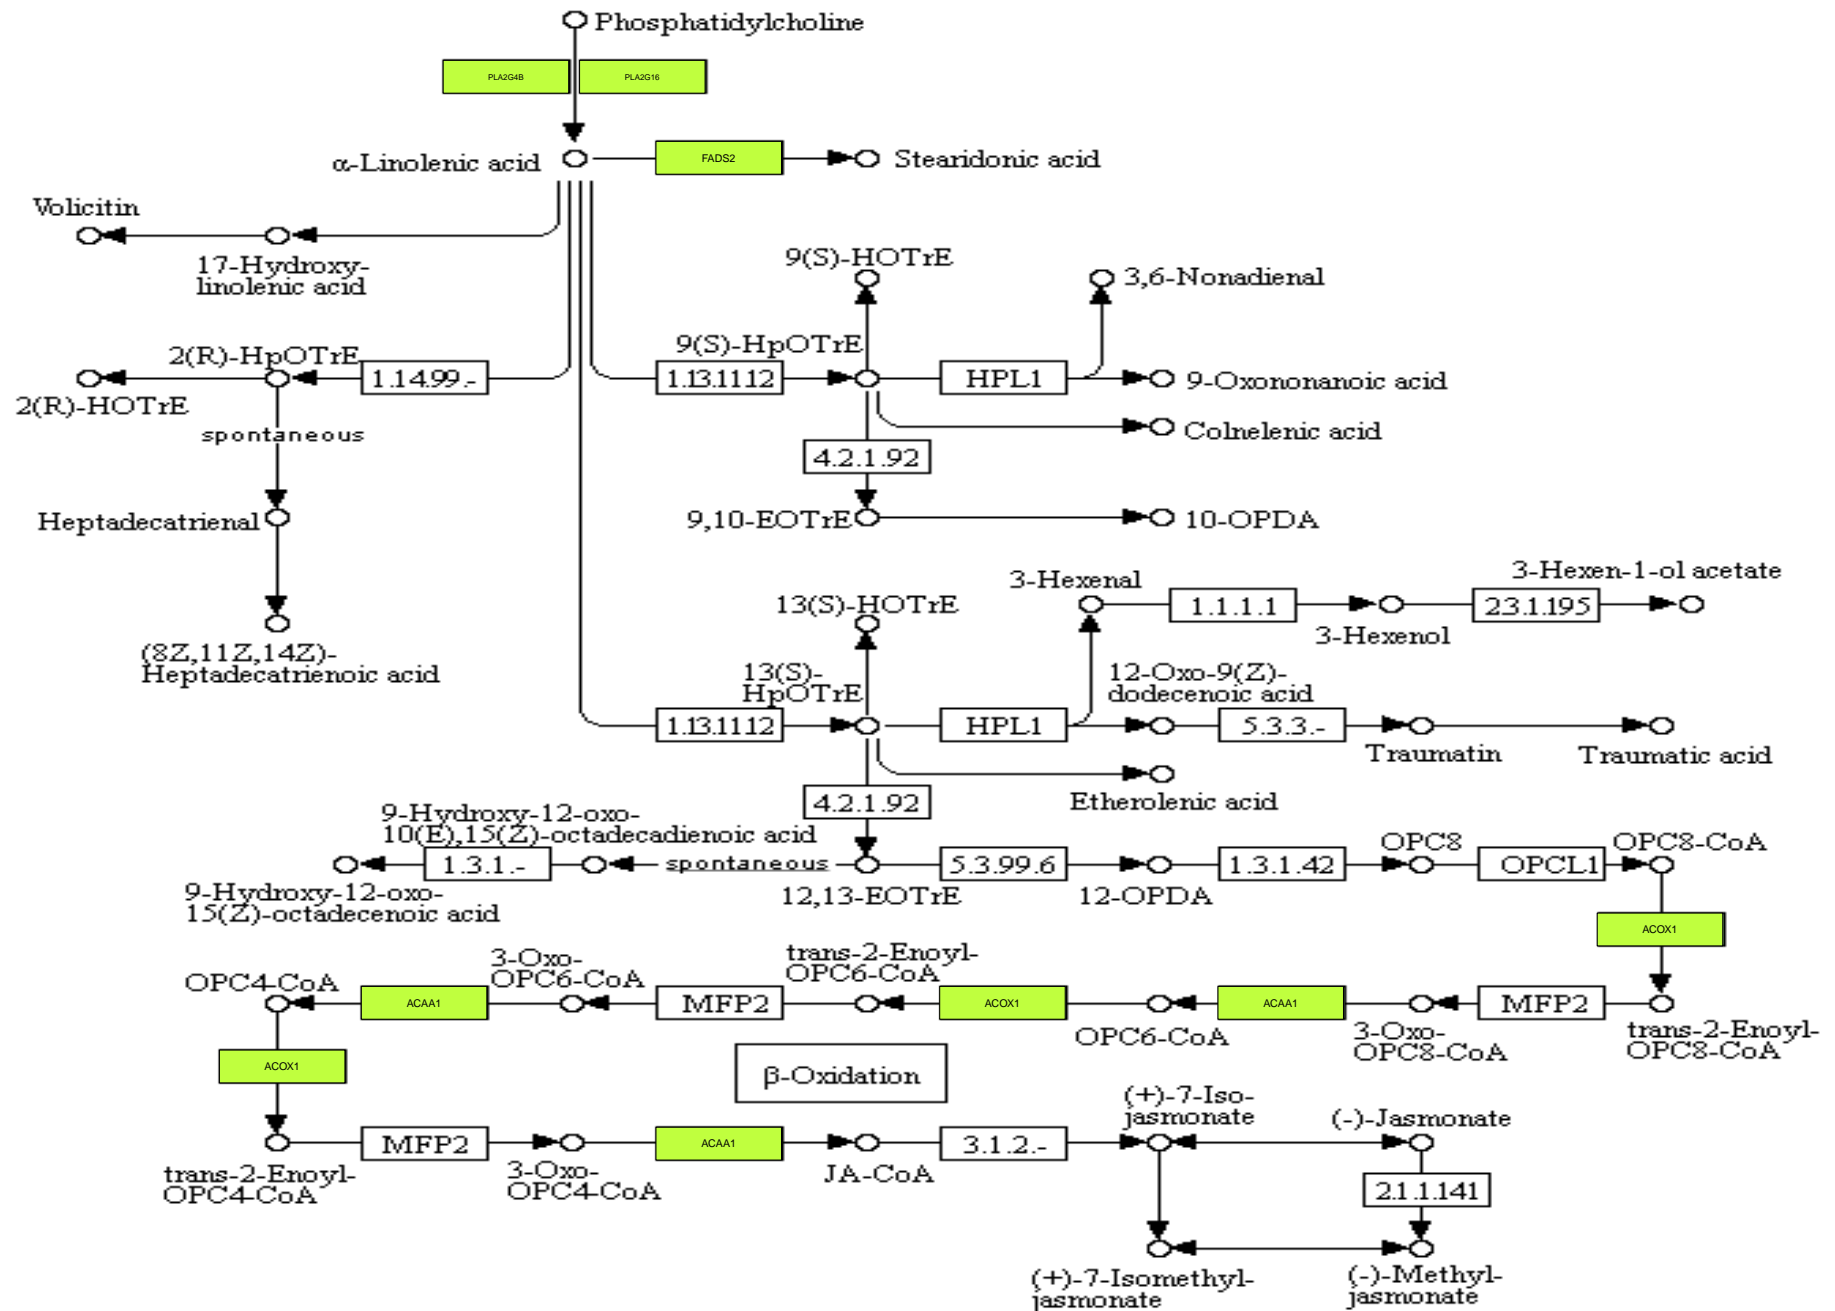 Phosphatidylcholine
PLA2G4B
PLA2G16
α-Linolenic acid
FADS2
Stearidonic acid
Volicitin
17-Hydroxy-
linolenic acid
9(S)-HOTrE
3,6-Nonadienal
2(R)-HpOTrE
1.14.99.-
2(R)-HOTrE
spontaneous
9(S)-HpOTrE
1.13.11.12
HPL1
9-Oxononanoic acid
Colnelenic acid
4.2.1.92
Heptadecatrienal
9,10-EOTrE
10-OPDA
(8Z,11Z,14Z)-
Heptadecatrienoic acid
3-Hexenal
1.1.1.1
3-Hexenol
2.3.1.195
3-Hexen-1-ol acetate
13(S)-HOTrE
13(S)-
HpOTrE
1.13.11.12
HPL1
12-Oxo-9(Z)-
dodecenoic acid
5.3.3.-
Traumatin
Traumatic acid
Etherolenic acid
4.2.1.92
9-Hydroxy-12-oxo-
10(E),15(Z)-octadecadienoic acid
1.3.1.-
spontaneous
9-Hydroxy-12-oxo-
15(Z)-octadecenoic acid
12,13-EOTrE
5.3.99.6
12-OPDA
1.3.1.42
OPC8
OPCL1
OPC8-CoA
ACOX1
OPC4-CoA
ACAA1
3-Oxo-
OPC6-CoA
MFP2
trans-2-Enoyl-
OPC6-CoA
ACOX1
OPC6-CoA
ACAA1
3-Oxo-
OPC8-CoA
MFP2
trans-2-Enoyl-
OPC8-CoA
ACOX1
β-Oxidation
trans-2-Enoyl-
OPC4-CoA
MFP2
3-Oxo-
OPC4-CoA
ACAA1
JA-CoA
3.1.2.-
(+)-7-Iso-
jasmonate
(-)-Jasmonate
2.1.1.141
(+)-7-Isomethyl-
jasmonate
(-)-Methyl-
jasmonate